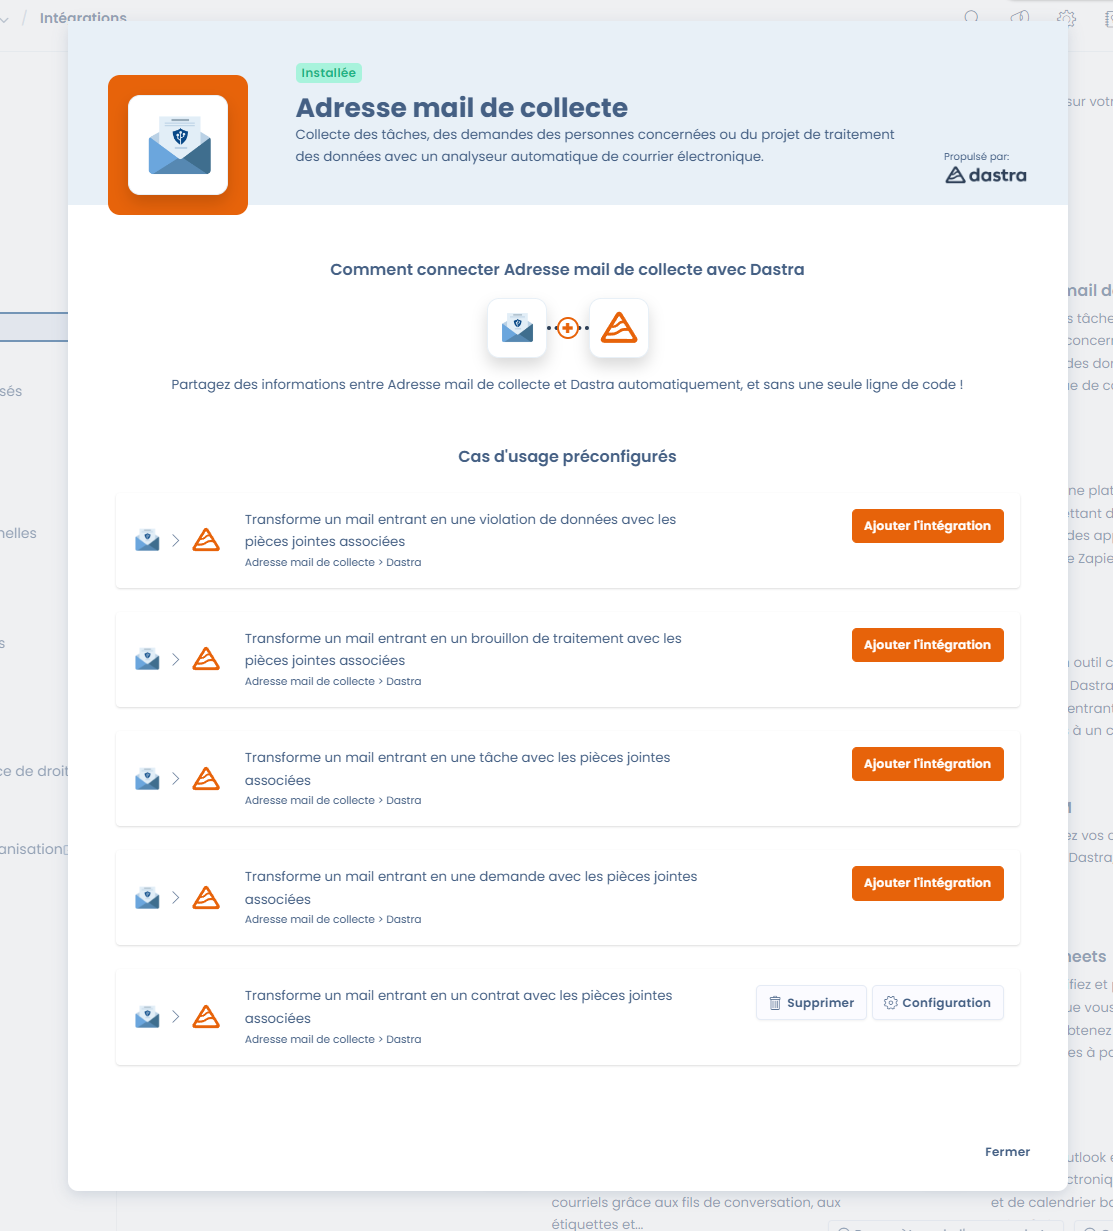 Intégrations
Installée
Adresse mail de collecte
Collecte des tâches, des demandes des personnes concernées ou du projet de traitement
des données avec un analyseur automatique de courrier électronique.
Propulsé par:
dastra
Comment connecter Adresse mail de collecte avec Dastra
Partagez des informations entre Adresse mail de collecte et Dastra automatiquement, et sans une seule ligne de code !
Cas d'usage préconfigurés
Transforme un mail entrant en une violation de données avec les
pièces jointes associées
Adresse mail de collecte > Dastra
Ajouter l'intégration
Transforme un mail entrant en un brouillon de traitement avec les
pièces jointes associées
Adresse mail de collecte > Dastra
Ajouter l'intégration
Transforme un mail entrant en une tâche avec les pièces jointes
associées
Adresse mail de collecte > Dastra
Ajouter l'intégration
Transforme un mail entrant en une demande avec les pièces jointes
associées
Adresse mail de collecte > Dastra
Ajouter l'intégration
Transforme un mail entrant en un contrat avec les pièces jointes
associées
Adresse mail de collecte > Dastra
Supprimer
Configuration
Fermer
sur
outil
Dastra
à un
vos
Dastra,
et
courriels grâce aux fils de conversation, aux
étiquettes et...
et de calendrier